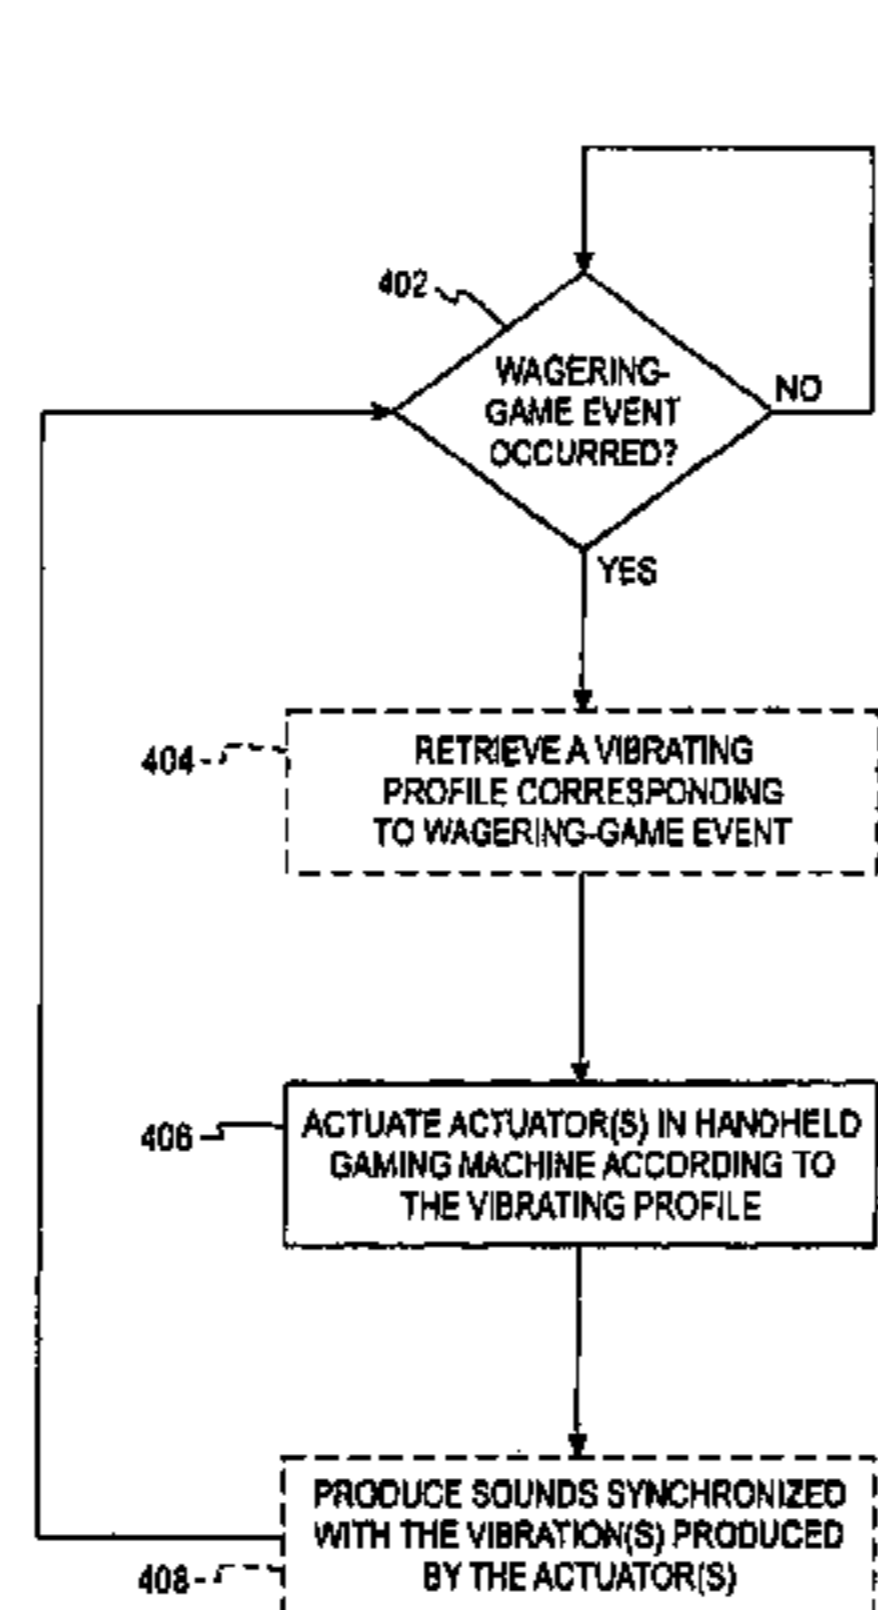 402
WAGERING-
GAME EVENT
OCCURRED?
NO
YES
404
RETRIEVE A VIBRATING
PROFILE CORRESPONDING
TO WAGERING-GAME EVENT
406
ACTUATE ACTUATOR(S) IN HANDHELD
GAMING MACHINE ACCORDING TO
THE VIBRATING PROFILE
PRODUCE SOUNDS SYNCHRONIZED
WITH THE VIBRATION(S) PRODUCED
BY THE ACTUATOR(S)
408